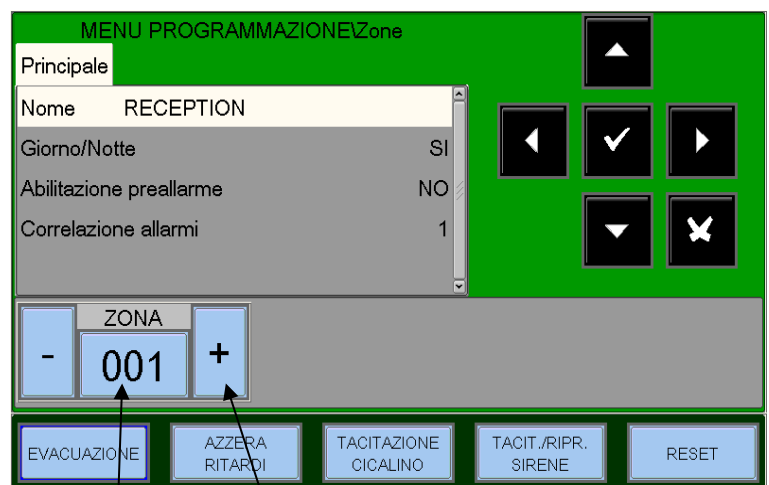 MENU PROGRAMMAZIONE\Zone
Principale
Nome RECEPTION
Giorno/Notte SI
Abilitazione preallarme NO
Correlazione allarmi 1
ZONA
- 001 +
EVACUAZIONE
AZZERA
RITARDI
TACITAZIONE
CICALINO
TACIT./RIPR.
SIRENE
RESET